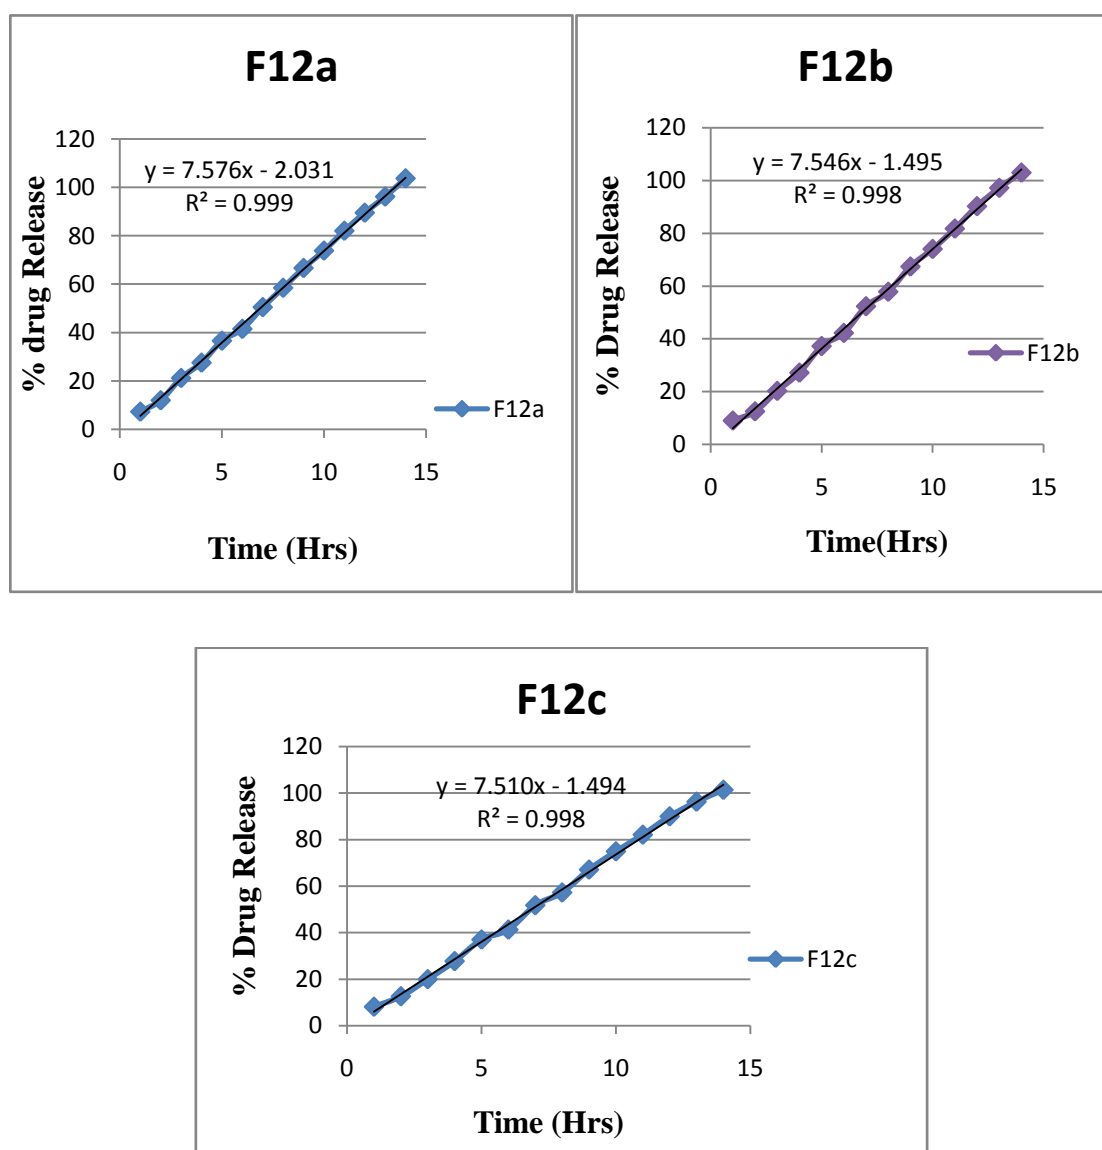 F12a
y = 7.576x - 2.031
R² = 0.999
120
100
80
60
40
20
0
% drug Release
0 5 10 15
Time (Hrs)
F12a
F12b
y = 7.546x - 1.495
R² = 0.998
120
100
80
60
40
20
0
% Drug Release
0 5 10 15
Time(Hrs)
F12b
F12c
y = 7.510x - 1.494
R² = 0.998
120
100
80
60
40
20
0
% Drug Release
0 5 10 15
Time (Hrs)
F12c